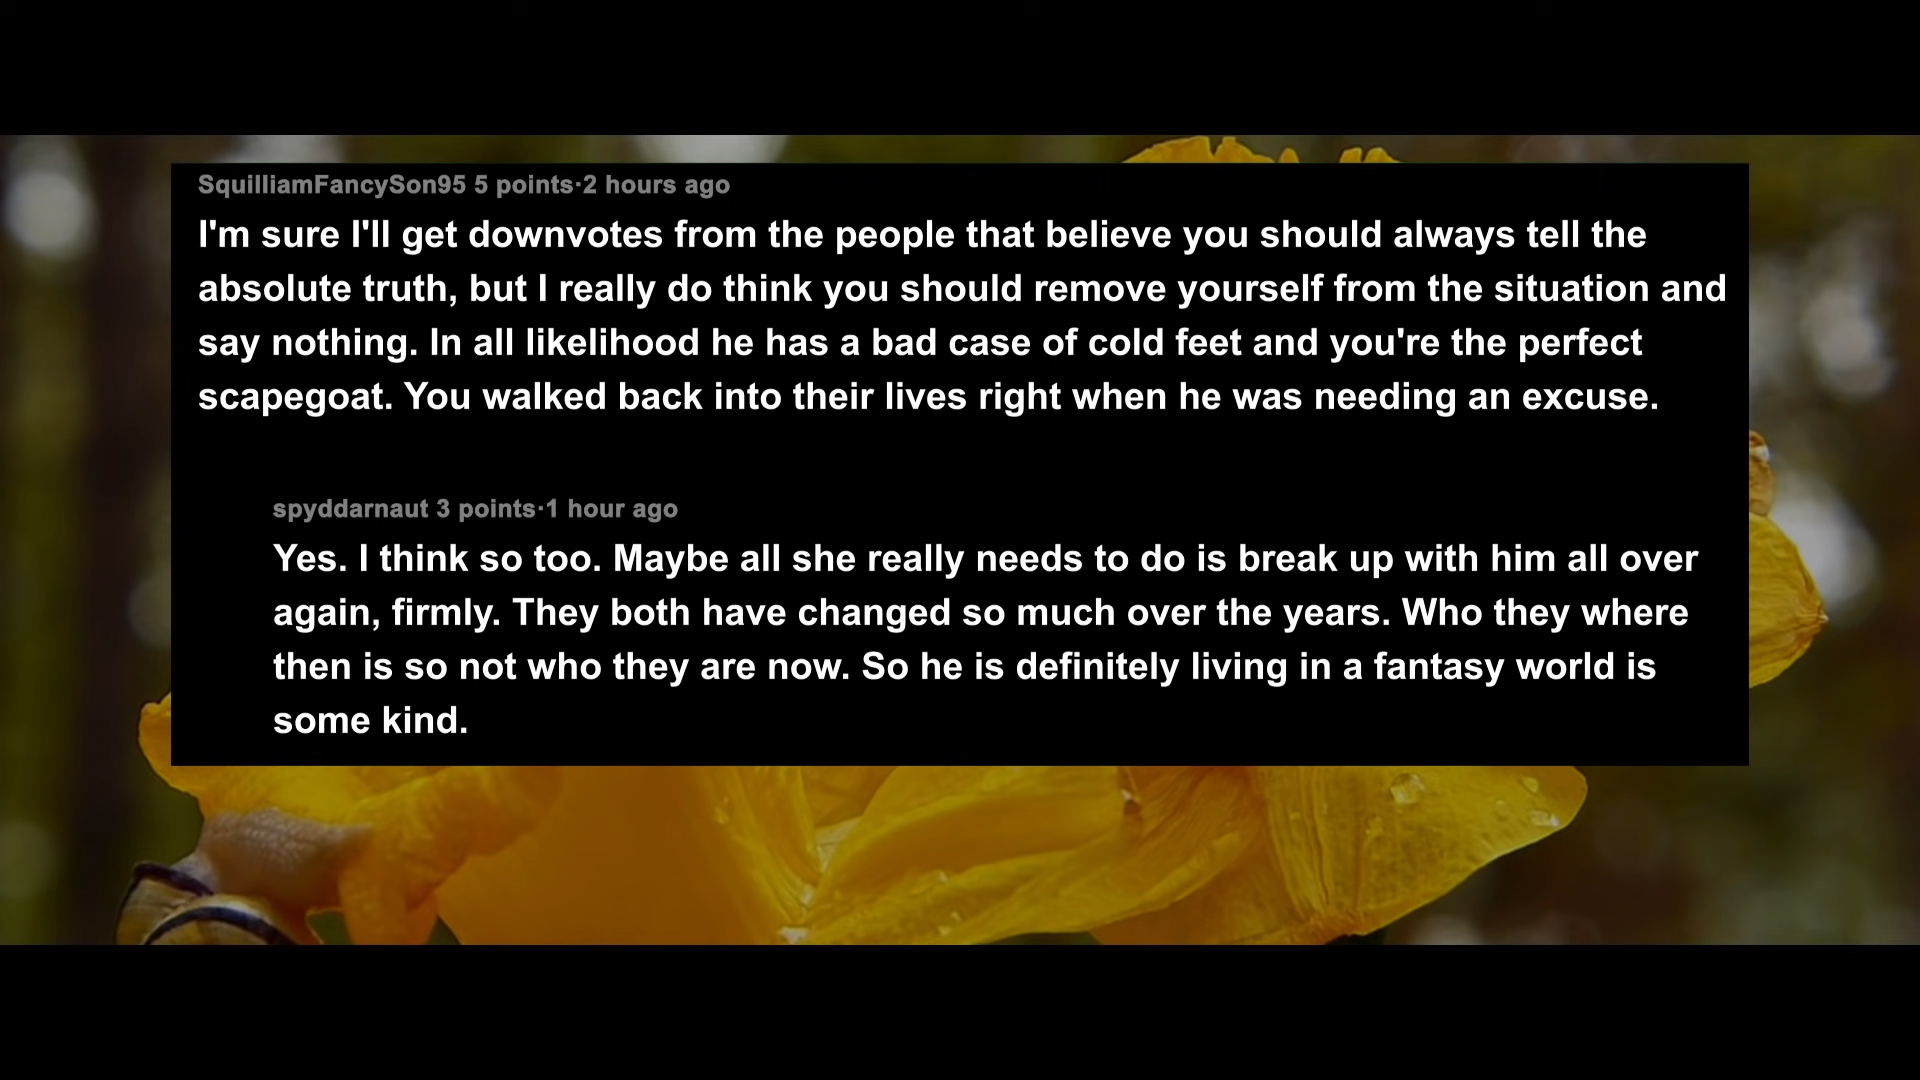 SquilliamFancySon95 5 points·2 hours ago
I'm sure I'll get downvotes from the people that believe you should always tell the
absolute truth, but I really do think you should remove yourself from the situation and
say nothing. In all likelihood he has a bad case of cold feet and you're the perfect
scapegoat. You walked back into their lives right when he was needing an excuse.
spyddarnaut 3 points·1 hour ago
Yes. I think so too. Maybe all she really needs to do is break up with him all over
again, firmly. They both have changed so much over the years. Who they where
then is so not who they are now. So he is definitely living in a fantasy world is
some kind.